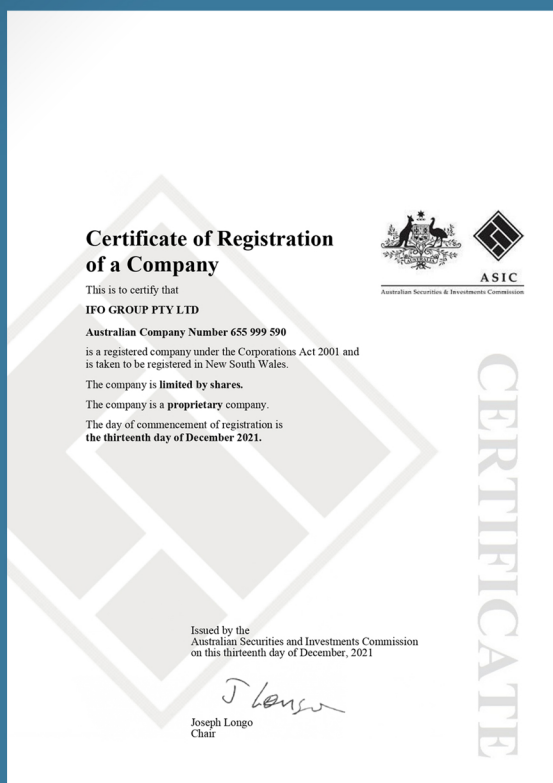 Certificate of Registration
of a Company
This is to certify that
IFO GROUP PTY LTD
Australian Company Number 655 999 590
is a registered company under the Corporations Act 2001 and
is taken to be registered in New South Wales.
The company is limited by shares.
The company is a proprietary company.
The day of commencement of registration is
the thirteenth day of December 2021.
AUSTRALIA
ASIC
Australian Securities & Investments Commission
CERTIFICATE
Issued by the
Australian Securities and Investments Commission
on this thirteenth day of December, 2021
J Longo
Joseph Longo
Chair